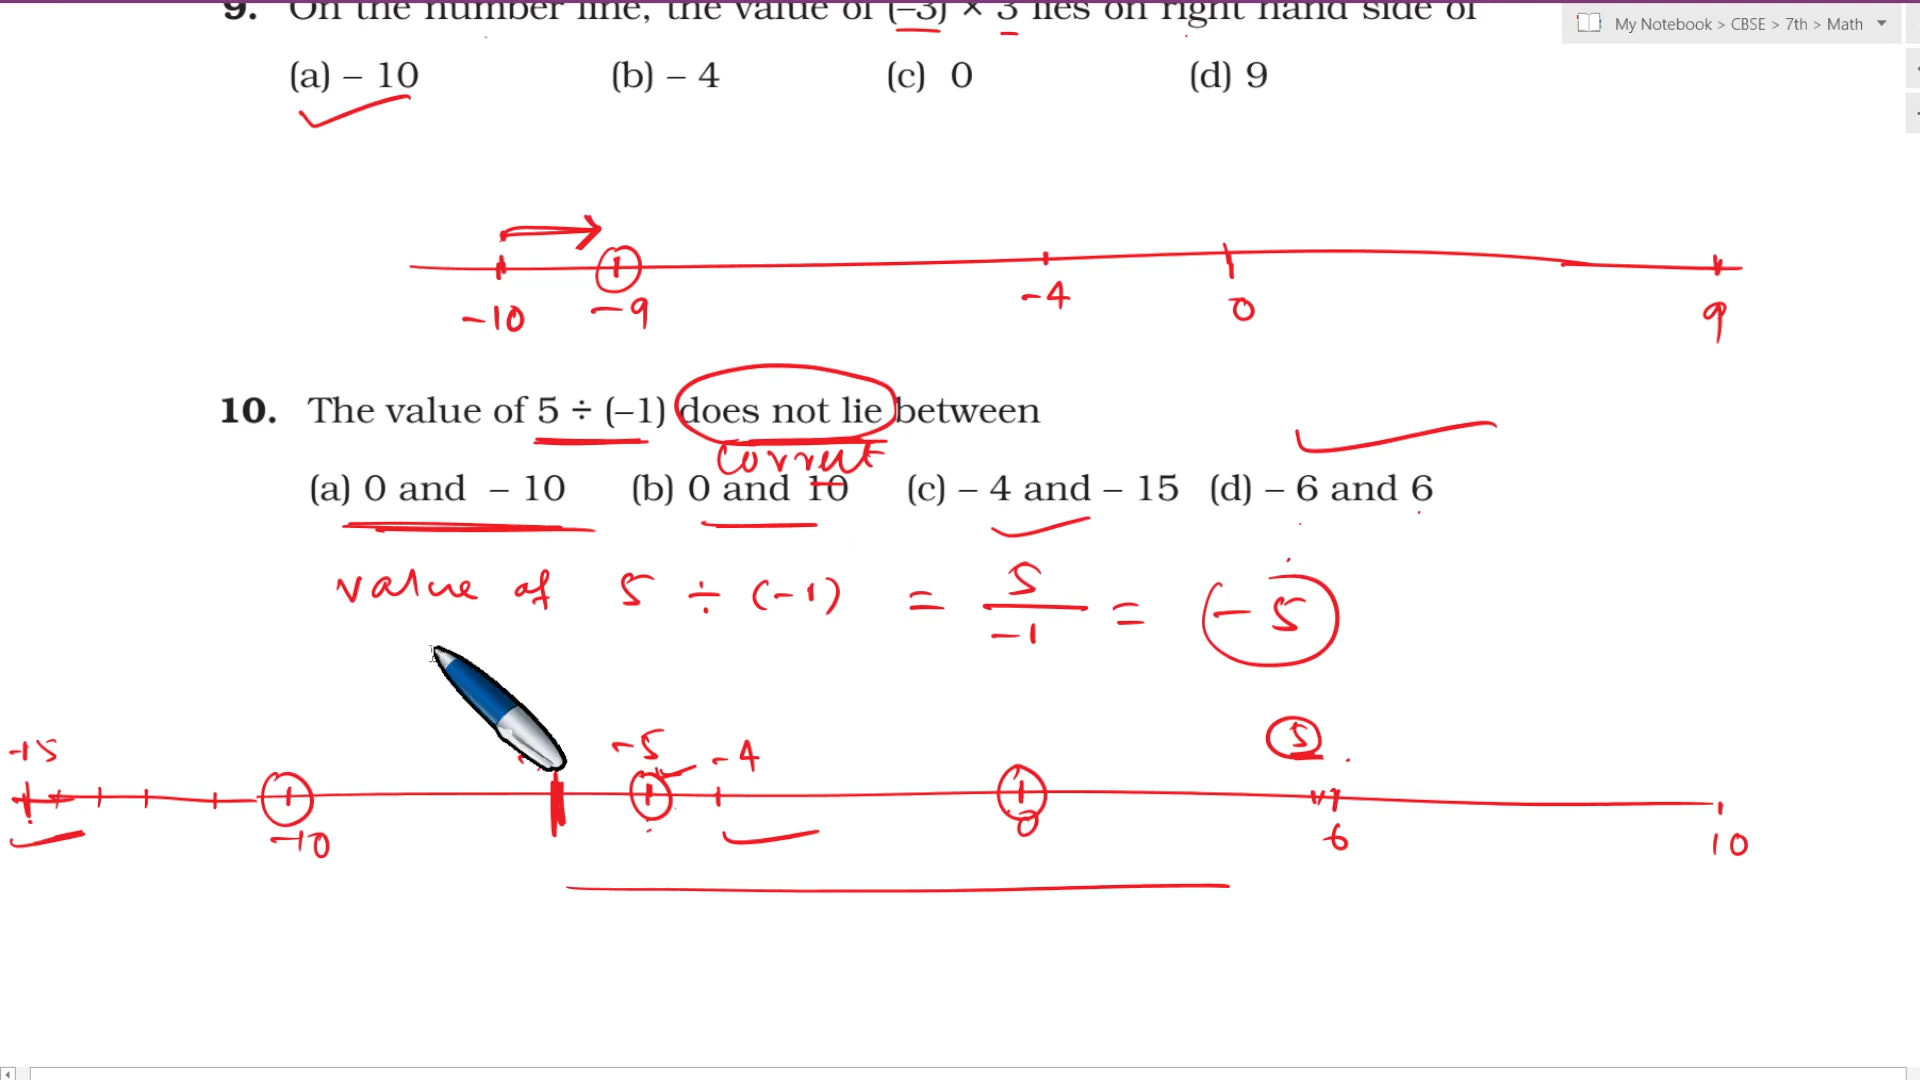 9. On the number line, the value of (–3) × 3 lies on right hand side of
My Notebook > CBSE > 7th > Math
(a) – 10 (b) – 4 (c) 0 (d) 9
-10 -9 -4 0 9
10. The value of 5 ÷ (–1) does not lie between
correct
(a) 0 and – 10 (b) 0 and 10 (c) – 4 and – 15 (d) – 6 and 6
value of 5 ÷ (-1) = 5/-1 = -5
-15 -5 -4 5
-10 0 6 10